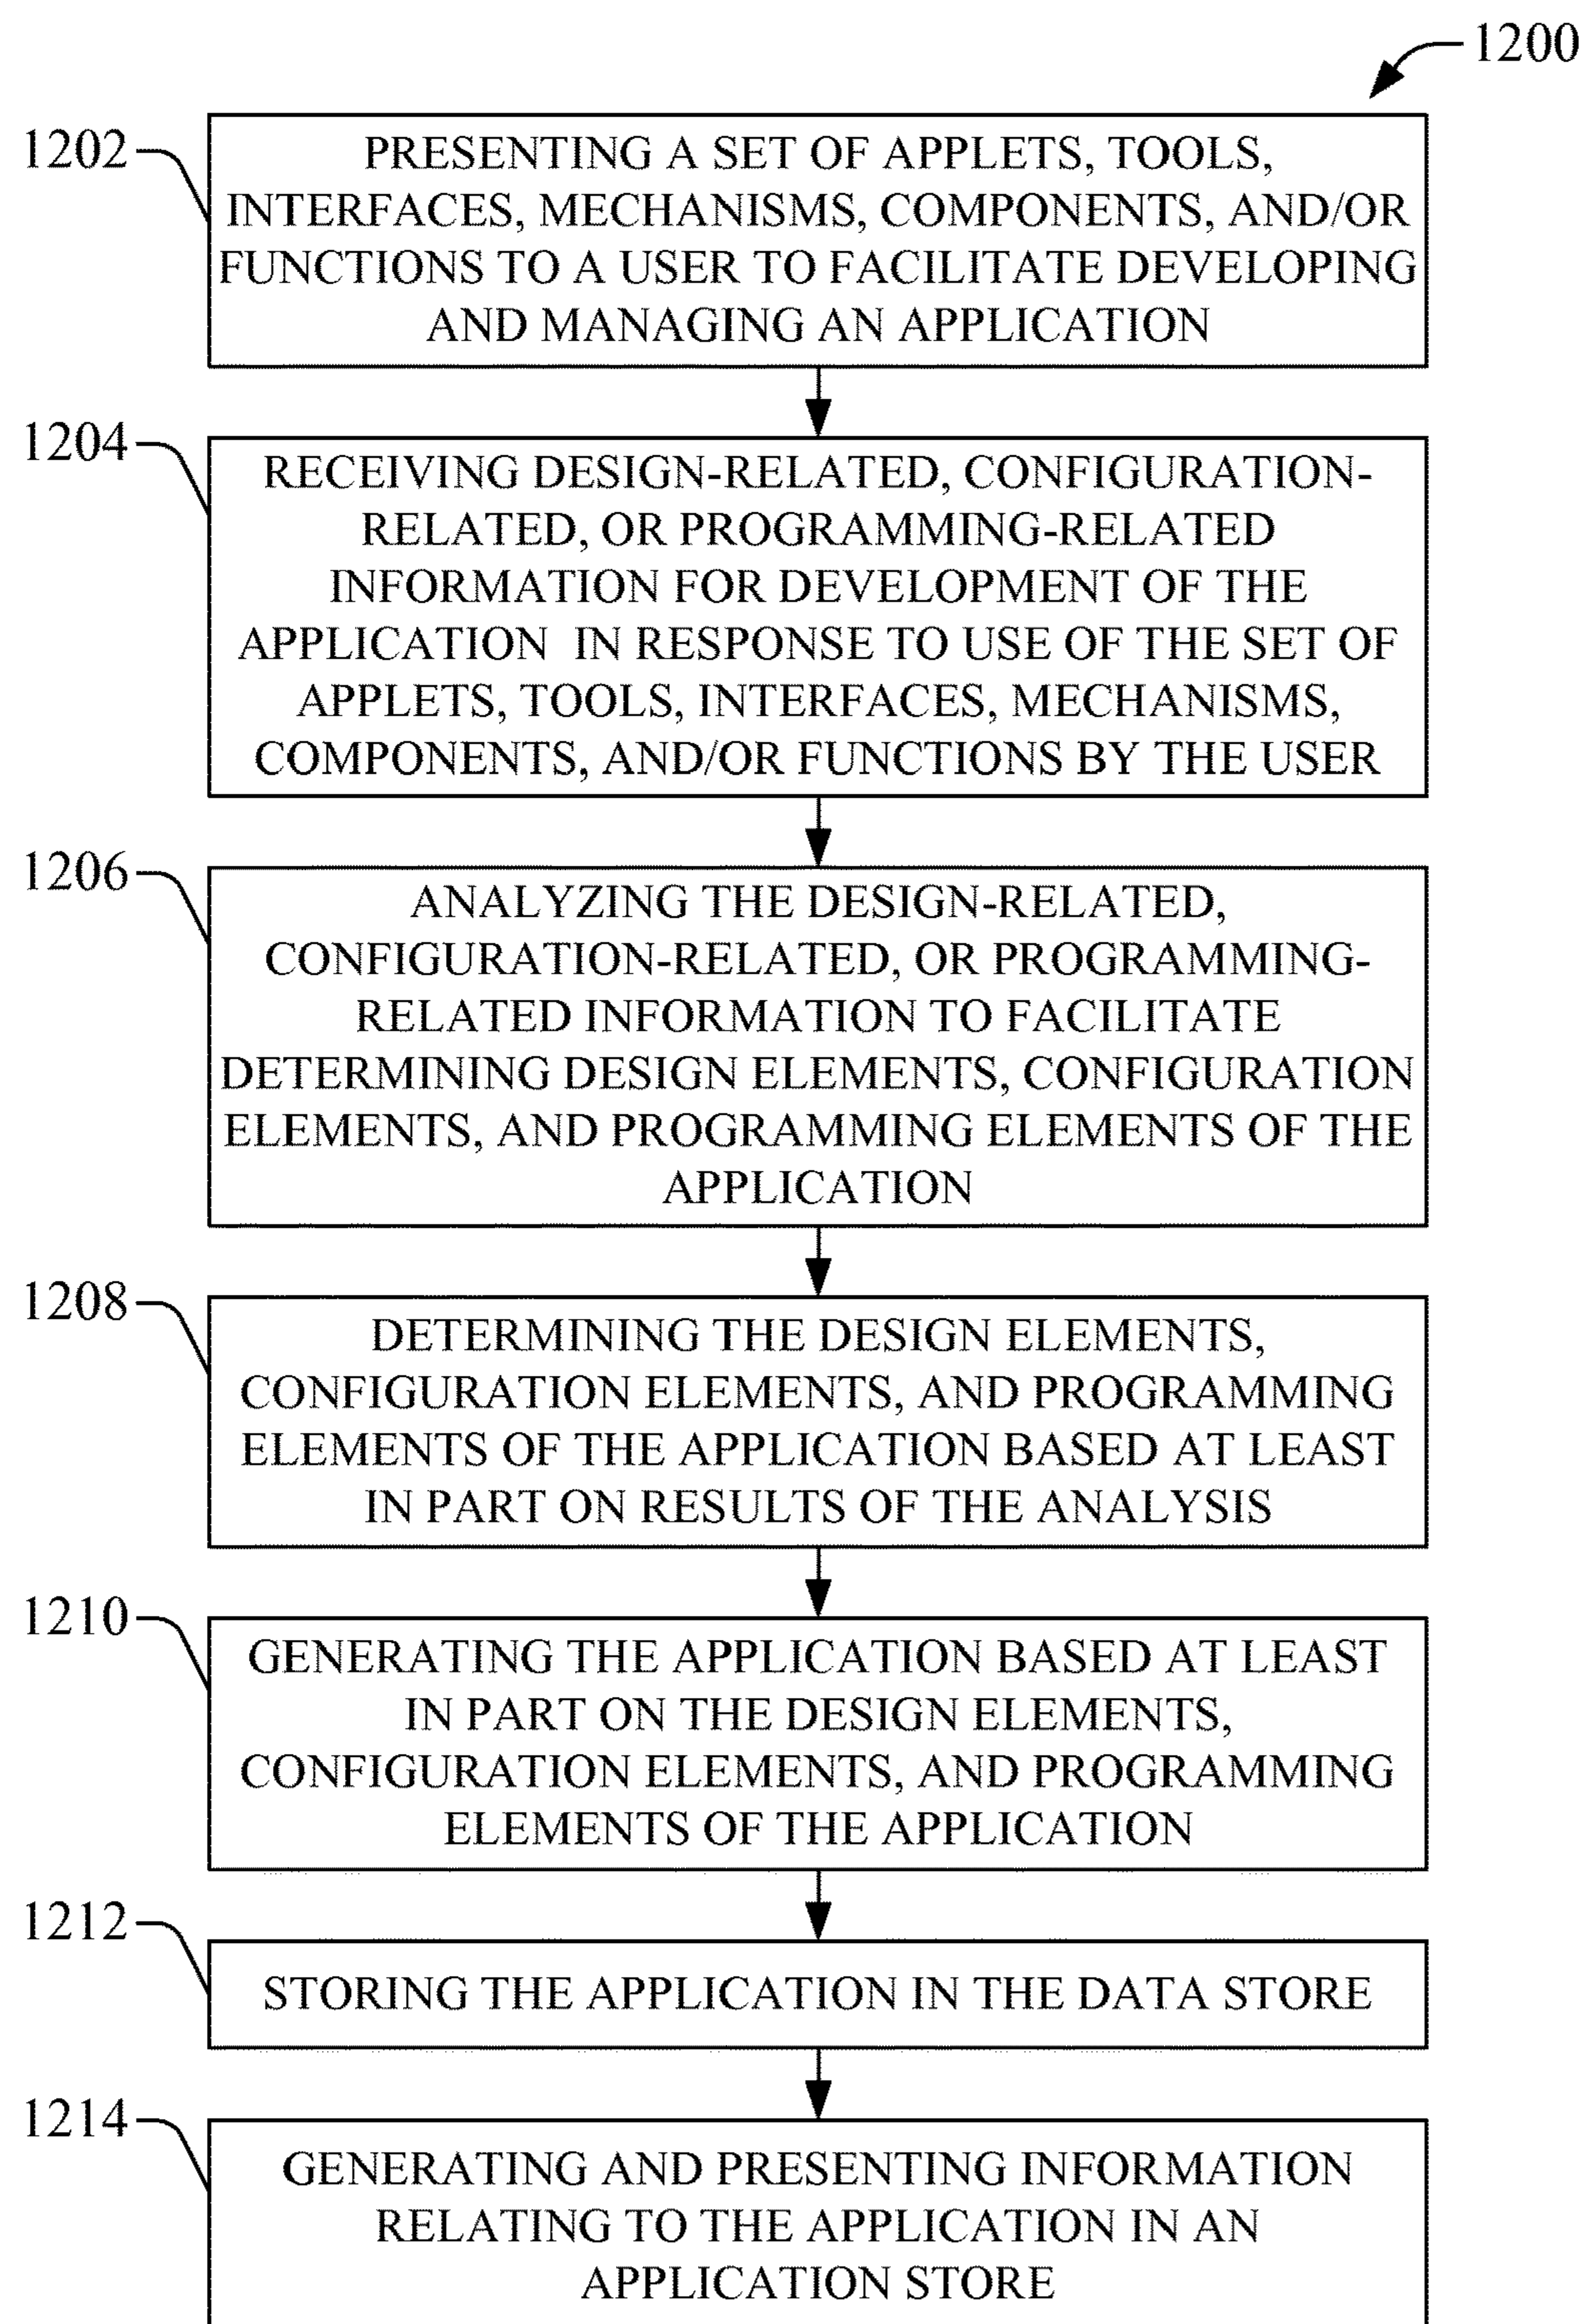 1200
1202
PRESENTING A SET OF APPLETS, TOOLS,
INTERFACES, MECHANISMS, COMPONENTS, AND/OR
FUNCTIONS TO A USER TO FACILITATE DEVELOPING
AND MANAGING AN APPLICATION
1204
RECEIVING DESIGN-RELATED, CONFIGURATION-
RELATED, OR PROGRAMMING-RELATED
INFORMATION FOR DEVELOPMENT OF THE
APPLICATION IN RESPONSE TO USE OF THE SET OF
APPLETS, TOOLS, INTERFACES, MECHANISMS,
COMPONENTS, AND/OR FUNCTIONS BY THE USER
1206
ANALYZING THE DESIGN-RELATED,
CONFIGURATION-RELATED, OR PROGRAMMING-
RELATED INFORMATION TO FACILITATE
DETERMINING DESIGN ELEMENTS, CONFIGURATION
ELEMENTS, AND PROGRAMMING ELEMENTS OF THE
APPLICATION
1208
DETERMINING THE DESIGN ELEMENTS,
CONFIGURATION ELEMENTS, AND PROGRAMMING
ELEMENTS OF THE APPLICATION BASED AT LEAST
IN PART ON RESULTS OF THE ANALYSIS
1210
GENERATING THE APPLICATION BASED AT LEAST
IN PART ON THE DESIGN ELEMENTS,
CONFIGURATION ELEMENTS, AND PROGRAMMING
ELEMENTS OF THE APPLICATION
1212
STORING THE APPLICATION IN THE DATA STORE
1214
GENERATING AND PRESENTING INFORMATION
RELATING TO THE APPLICATION IN AN
APPLICATION STORE